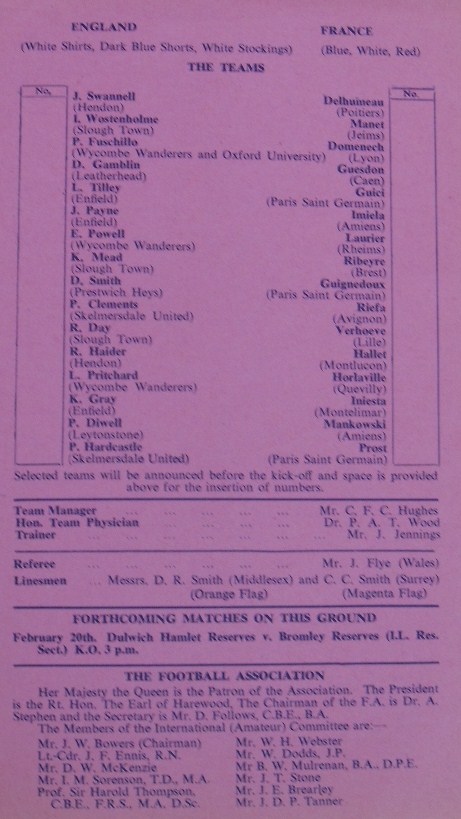 ENGLAND FRANCE
(White Shirts, Dark Blue Shorts, White Stockings) (Blue, White, Red)
THE TEAMS
No. No.
J. Swannell
(Hendon)
I. Wostenholme
(Slough Town)
P. Fuschillo
(Wycombe Wanderers and Oxford University)
D. Gamblin
(Leatherhead)
L. Tilley
(Enfield)
J. Payne
(Enfield)
E. Powell
(Wycombe Wanderers)
K. Mead
(Slough Town)
D. Smith
(Prestwich Heys)
P. Clements
(Skelmersdale United)
R. Day
(Slough Town)
R. Haider
(Hendon)
L. Pritchard
(Wycombe Wanderers)
K. Gray
(Enfield)
P. Diwell
(Leytonstone)
P. Hardcastle
(Skelmersdale United)
Delhumeau
(Poitiers)
Manet
(Jeims)
Domenech
(Lyon)
Guesdon
(Caen)
Guici
(Paris Saint Germain)
Imiela
(Amiens)
Laurier
(Rheims)
Ribeyre
(Brest)
Guignedoux
(Paris Saint Germain)
Riefa
(Avignon)
Verhoeve
(Lille)
Hallet
(Montlucon)
Horlaville
(Quevilly)
Iniesta
(Montelimar)
Mankowski
(Amiens)
Prost
(Paris Saint Germain)
Selected teams will be announced before the kick-off and space is provided
above for the insertion of numbers.
Team Manager ... ... ... ... ... Mr. C. F. C. Hughes
Hon. Team Physician ... ... ... Dr. P. A. T. Wood
Trainer ... ... ... ... ... ... Mr. J. Jennings
Referee ... ... ... ... ... Mr. J. Flye (Wales)
Linesmen ... Messrs. D. R. Smith (Middlesex) and C. C. Smith (Surrey)
(Orange Flag) (Magenta Flag)
FORTHCOMING MATCHES ON THIS GROUND
February 20th. Dulwich Hamlet Reserves v. Bromley Reserves (I.L. Res.
Sect.) K.O. 3 p.m.
THE FOOTBALL ASSOCIATION
Her Majesty the Queen is the Patron of the Association. The President
is the Rt. Hon. The Earl of Harewood, The Chairman of the F.A. is Dr. A.
Stephen and the Secretary is Mr. D. Follows, C.B.E., B.A.
The Members of the International (Amateur) Committee are:—
Mr. J. W. Bowers (Chairman)
Lt.-Cdr. J. F. Ennis, R.N.
Mr. D. W. McKenzie
Mr. I. M. Sorenson, T.D., M.A.
Prof. Sir Harold Thompson,
C.B.E., F.R.S., M.A. D.Sc.
Mr. W. H. Webster
Mr. W. Dodds, J.P.
Mr B. W. Mulrenan, B.A., D.P.E.
Mr. J. T. Stone
Mr. J. E. Brearley
Mr. J. D. P. Tanner